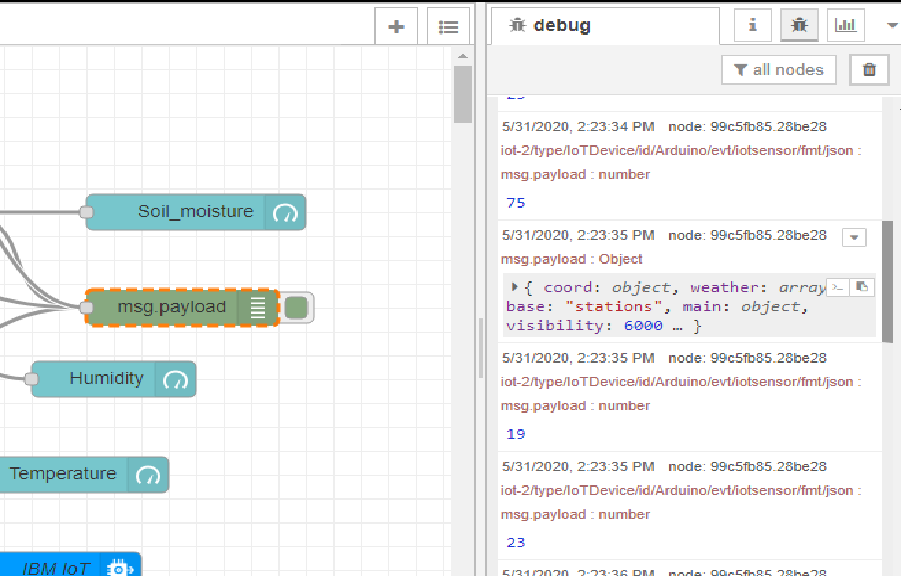 debug
all nodes
5/31/2020, 2:23:34 PM node: 99c5fb85.28be28
iot-2/type/IoTDevice/id/Arduino/evt/iotsensor/fmt/json :
msg.payload : number
75
5/31/2020, 2:23:35 PM node: 99c5fb85.28be28
msg.payload : Object
{ coord: object, weather: array
base: "stations", main: object,
visibility: 6000 … }
5/31/2020, 2:23:35 PM node: 99c5fb85.28be28
iot-2/type/IoTDevice/id/Arduino/evt/iotsensor/fmt/json :
msg.payload : number
19
5/31/2020, 2:23:35 PM node: 99c5fb85.28be28
iot-2/type/IoTDevice/id/Arduino/evt/iotsensor/fmt/json :
msg.payload : number
23
5/31/2020, 2:23:36 PM node: 99c5fb85.28be28
Soil_moisture
msg.payload
Humidity
Temperature
IBM IoT